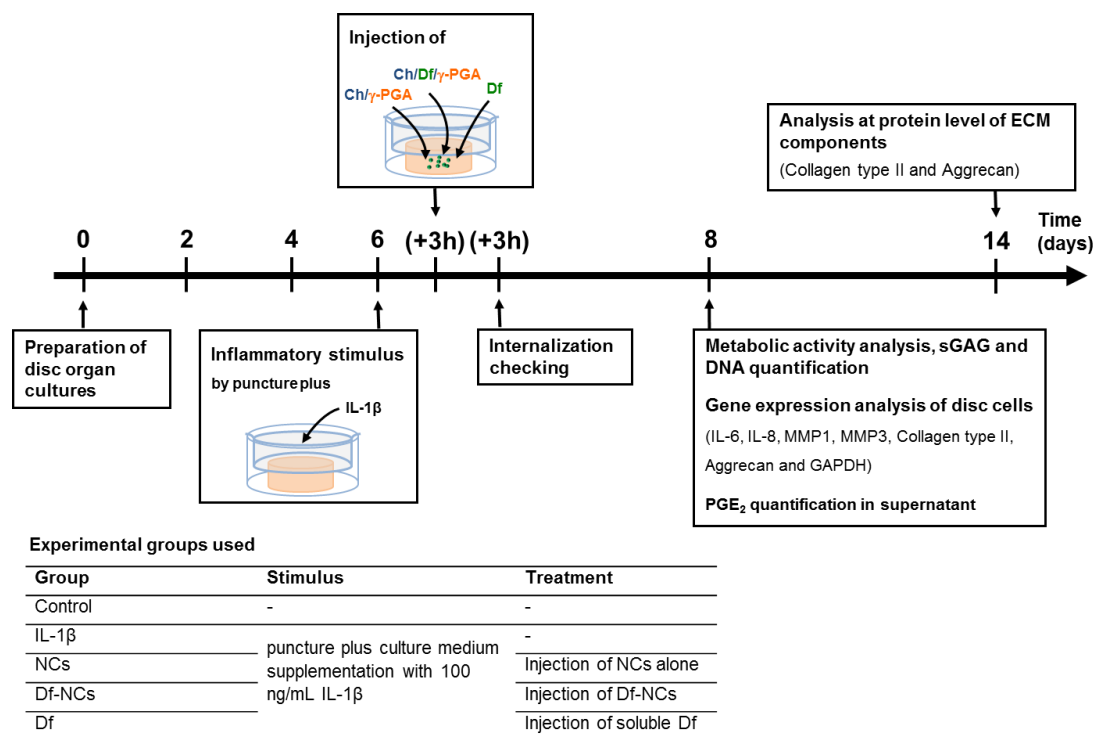 Injection of
Ch/Df/γ-PGA
Ch/γ-PGA
Df
Analysis at protein level of ECM
components
(Collagen type II and Aggrecan)
0 2 4 6 (+3h) (+3h) 8 14 Time
(days)
Preparation of
disc organ
cultures
Inflammatory stimulus
by puncture plus
IL-1β
Internalization
checking
Metabolic activity analysis, sGAG and
DNA quantification
Gene expression analysis of disc cells
(IL-6, IL-8, MMP1, MMP3, Collagen type II,
Aggrecan and GAPDH)
PGE₂ quantification in supernatant
Experimental groups used
Group Stimulus Treatment
Control - -
IL-1β -
puncture plus culture medium
NCs Injection of NCs alone
supplementation with 100
Df-NCs ng/mL IL-1β Injection of Df-NCs
Df Injection of soluble Df